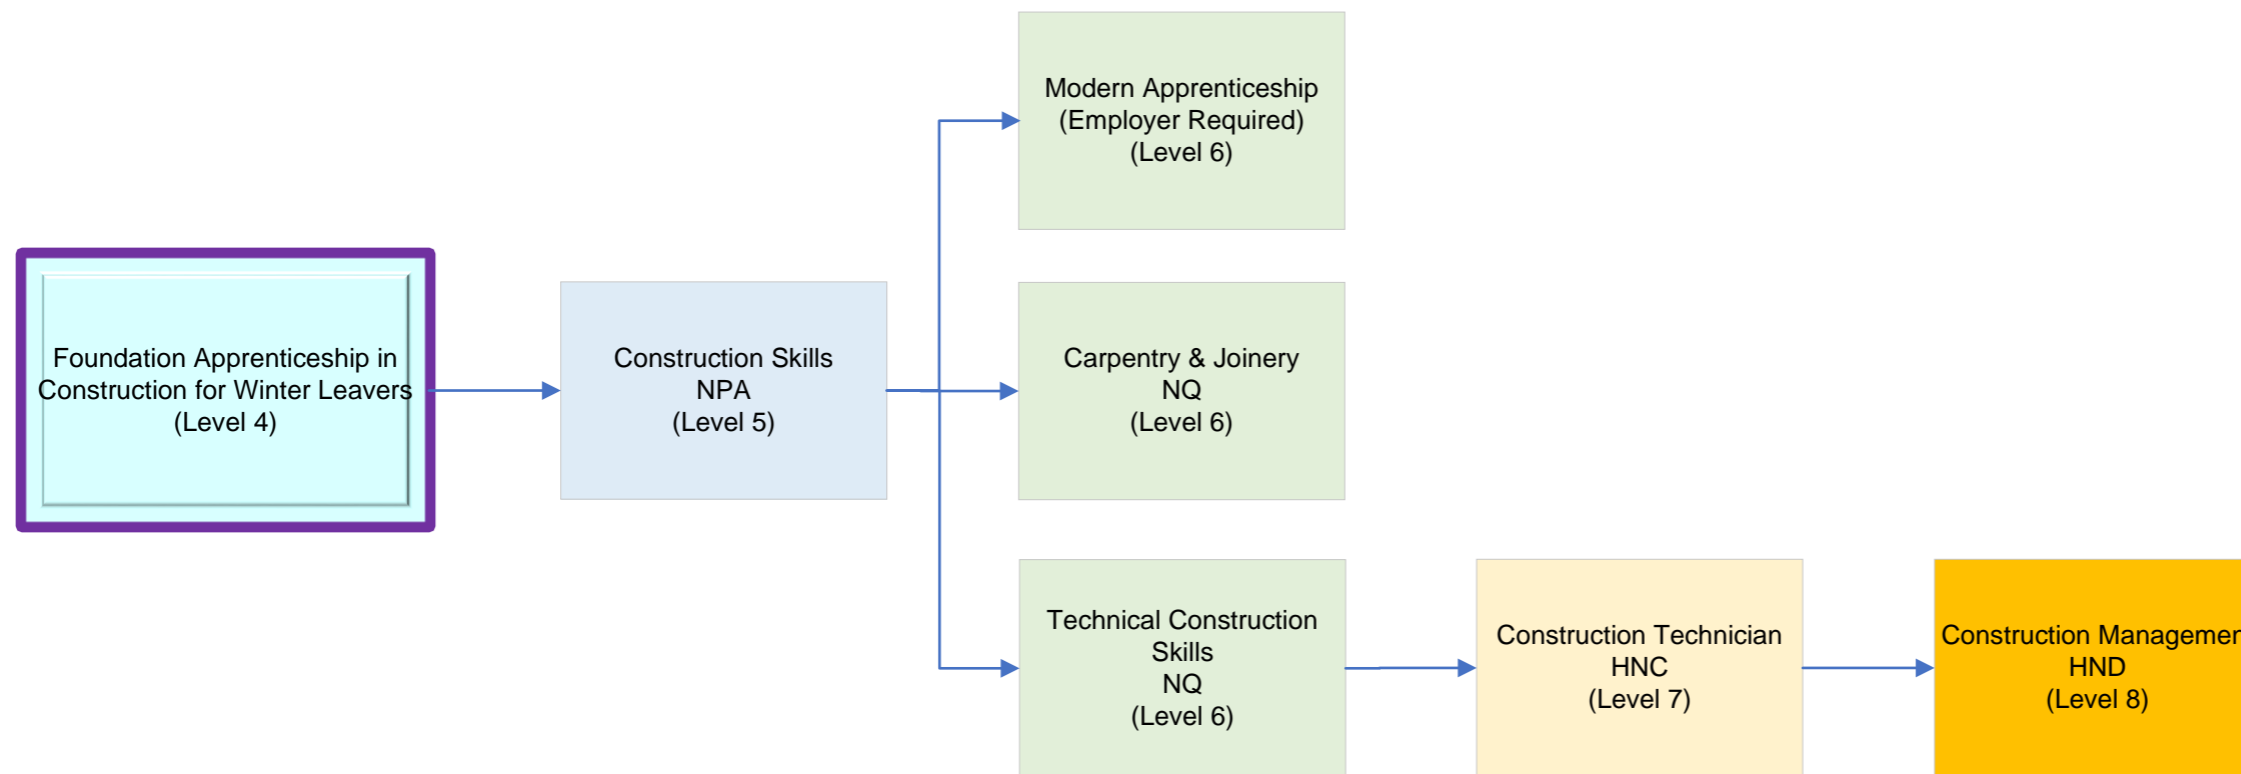 Modern Apprenticeship
(Employer Required)
(Level 6)
Foundation Apprenticeship in
Construction for Winter Leavers
(Level 4)
Construction Skills
NPA
(Level 5)
Carpentry & Joinery
NQ
(Level 6)
Technical Construction
Skills
NQ
(Level 6)
Construction Technician
HNC
(Level 7)
Construction Managemen
HND
(Level 8)